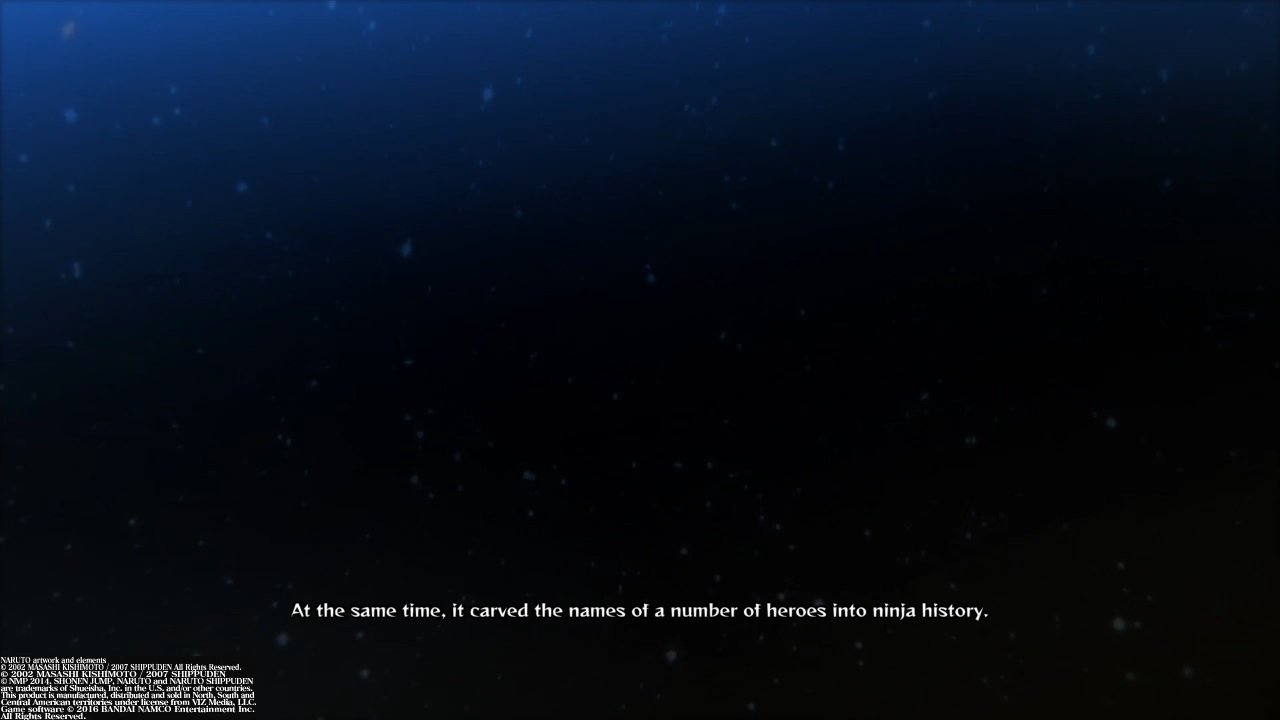 At the same time, it carved the names of a number of heroes into ninja history.
NARUTO artwork and elements
© 2002 MASASHI KISHIMOTO / 2007 SHIPPUDEN All Rights Reserved.
© 2002 MASASHI KISHIMOTO / 2007 SHIPPUDEN
© NMP 2014, SHONEN JUMP, NARUTO and NARUTO SHIPPUDEN
are trademarks of Shueisha, Inc. in the U.S. and/or other countries.
This product is manufactured, distributed and sold in North, South and
Central American territories under license from VIZ Media, LLC.
Game software © 2016 BANDAI NAMCO Entertainment Inc.
All Rights Reserved.